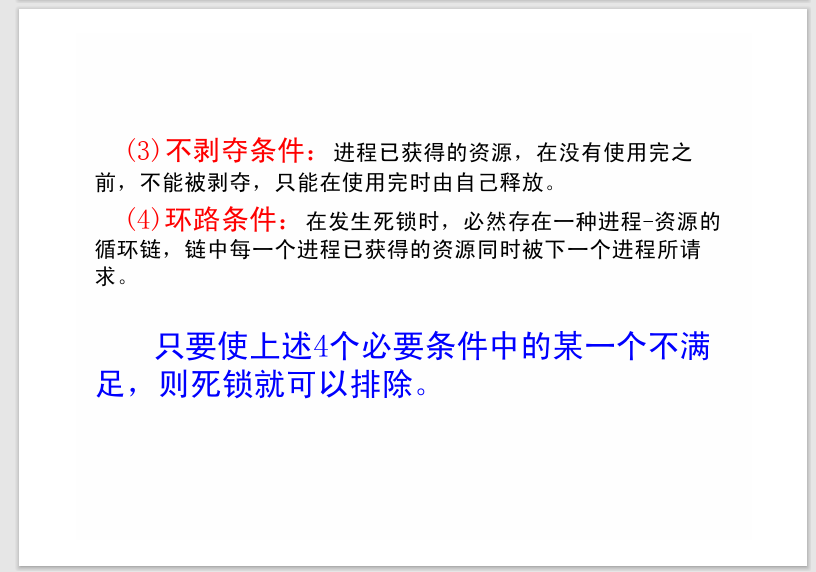 (3)不剥夺条件：进程已获得的资源，在没有使用完之
前，不能被剥夺，只能在使用完时由自己释放。
(4)环路条件：在发生死锁时，必然存在一种进程-资源的
循环链，链中每一个进程已获得的资源同时被下一个进程所请
求。
只要使上述4个必要条件中的某一个不满
足，则死锁就可以排除。